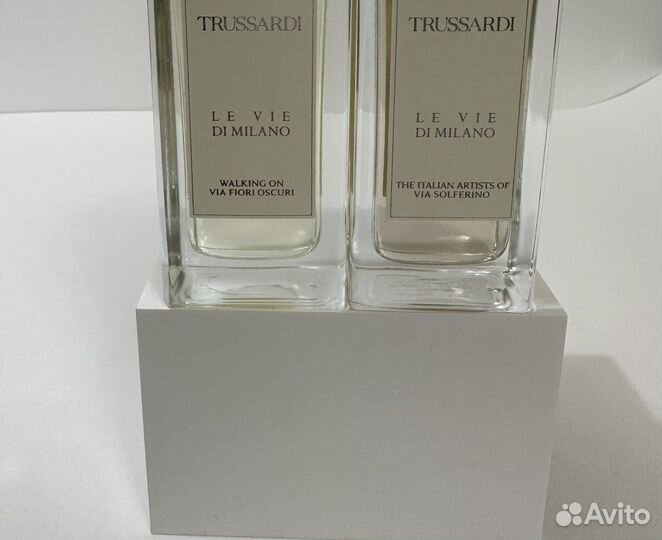 TRUSSARDI
LE VIE
DI MILANO
WALKING ON
VIA FIORI OSCURI
TRUSSARDI
LE VIE
DI MILANO
THE ITALIAN ARTISTS OF
VIA SOLFERINO
Avito